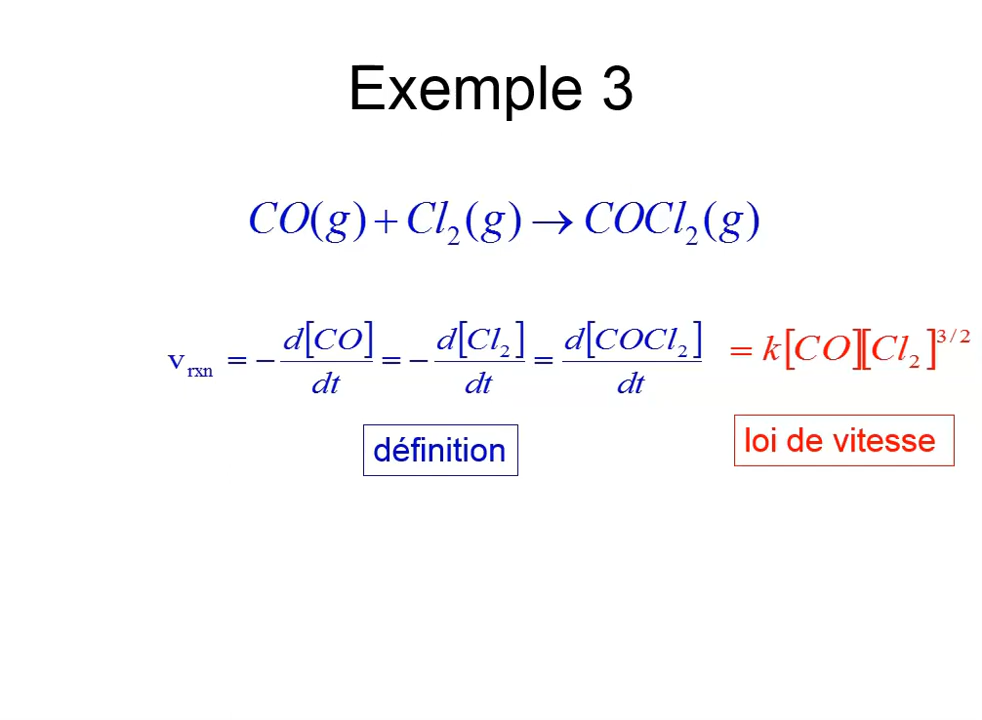 Exemple 3
CO(g) + Cl₂(g) → COCl₂(g)
v_rxn = − d[CO]/dt = − d[Cl₂]/dt = d[COCl₂]/dt = k[CO][Cl₂]^3/2
définition
loi de vitesse